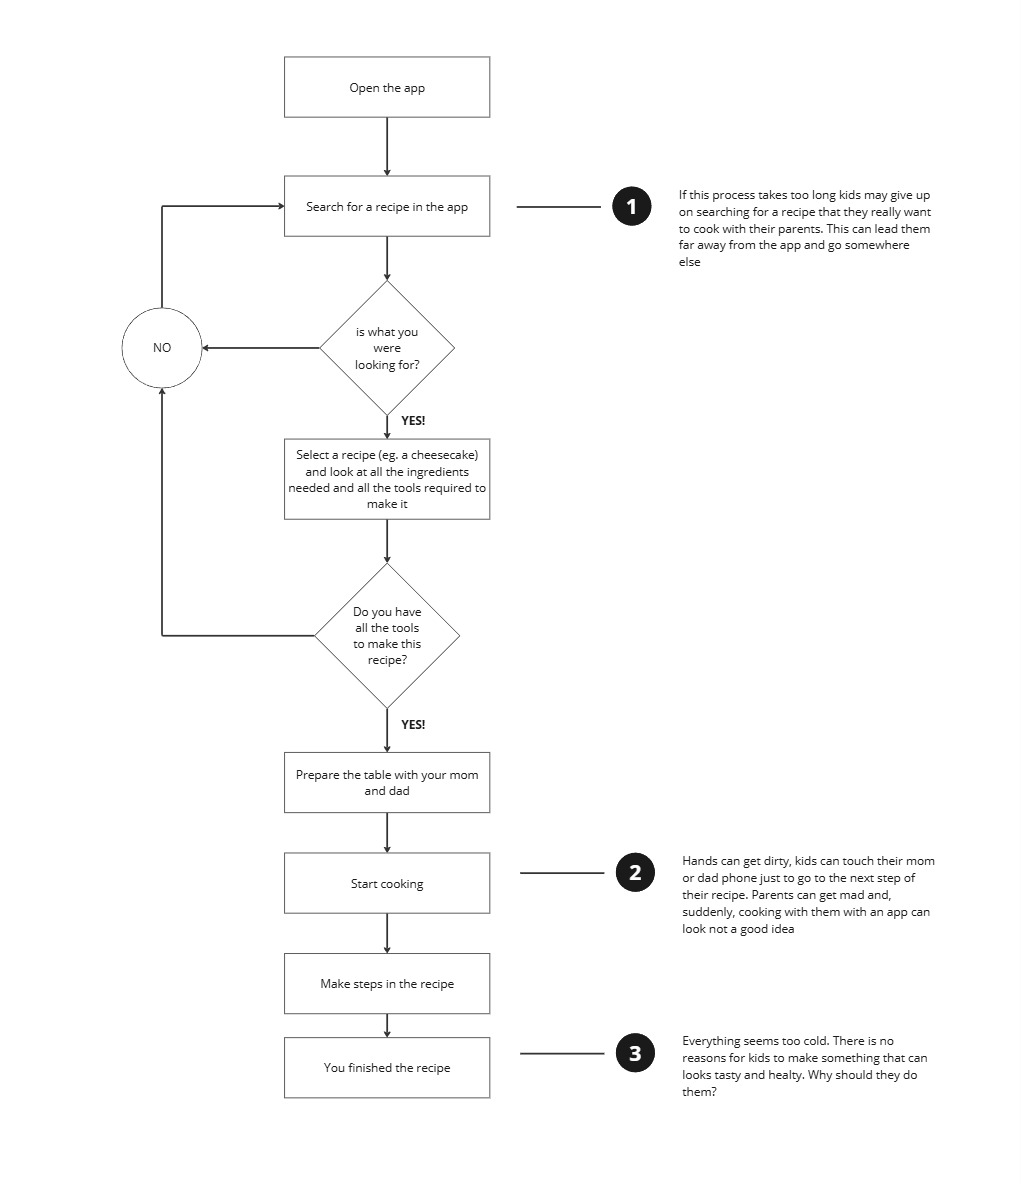 Open the app
Search for a recipe in the app
1
If this process takes too long kids may give up
on searching for a recipe that they really want
to cook with their parents. This can lead them
far away from the app and go somewhere
else
is what you
were
looking for?
NO
YES!
Select a recipe (eg. a cheesecake)
and look at all the ingredients
needed and all the tools required to
make it
Do you have
all the tools
to make this
recipe?
YES!
Prepare the table with your mom
and dad
Start cooking
2
Hands can get dirty, kids can touch their mom
or dad phone just to go to the next step of
their recipe. Parents can get mad and,
suddenly, cooking with them with an app can
look not a good idea
Make steps in the recipe
You finished the recipe
3
Everything seems too cold. There is no
reasons for kids to make something that can
looks tasty and healty. Why should they do
them?